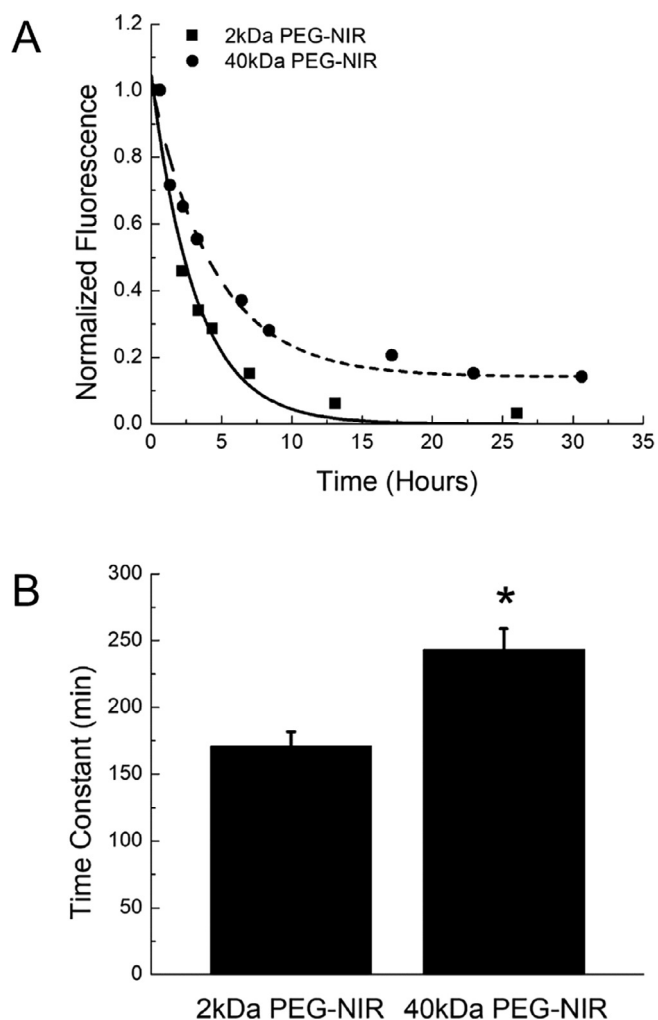 A
2kDa PEG-NIR
40kDa PEG-NIR
Normalized Fluorescence
1.2
1.0
0.8
0.6
0.4
0.2
0.0
0 5 10 15 20 25 30 35
Time (Hours)
B
Time Constant (min)
300
250
200
150
100
50
0
*
2kDa PEG-NIR 40kDa PEG-NIR